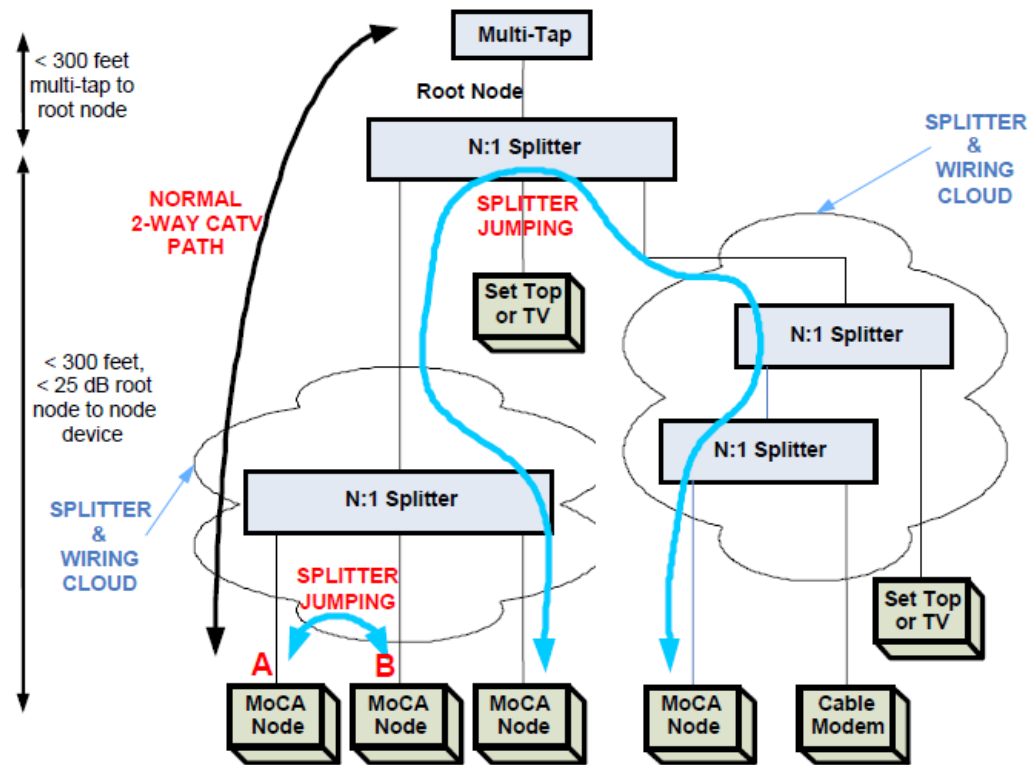 Multi-Tap
< 300 feet
multi-tap to
root node
Root Node
N:1 Splitter
SPLITTER
&
WIRING
CLOUD
NORMAL
2-WAY CATV
PATH
SPLITTER
JUMPING
Set Top
or TV
N:1 Splitter
< 300 feet,
< 25 dB root
node to node
device
N:1 Splitter
N:1 Splitter
SPLITTER
&
WIRING
CLOUD
SPLITTER
JUMPING
Set Top
or TV
A
B
MoCA
Node
MoCA
Node
MoCA
Node
MoCA
Node
Cable
Modem